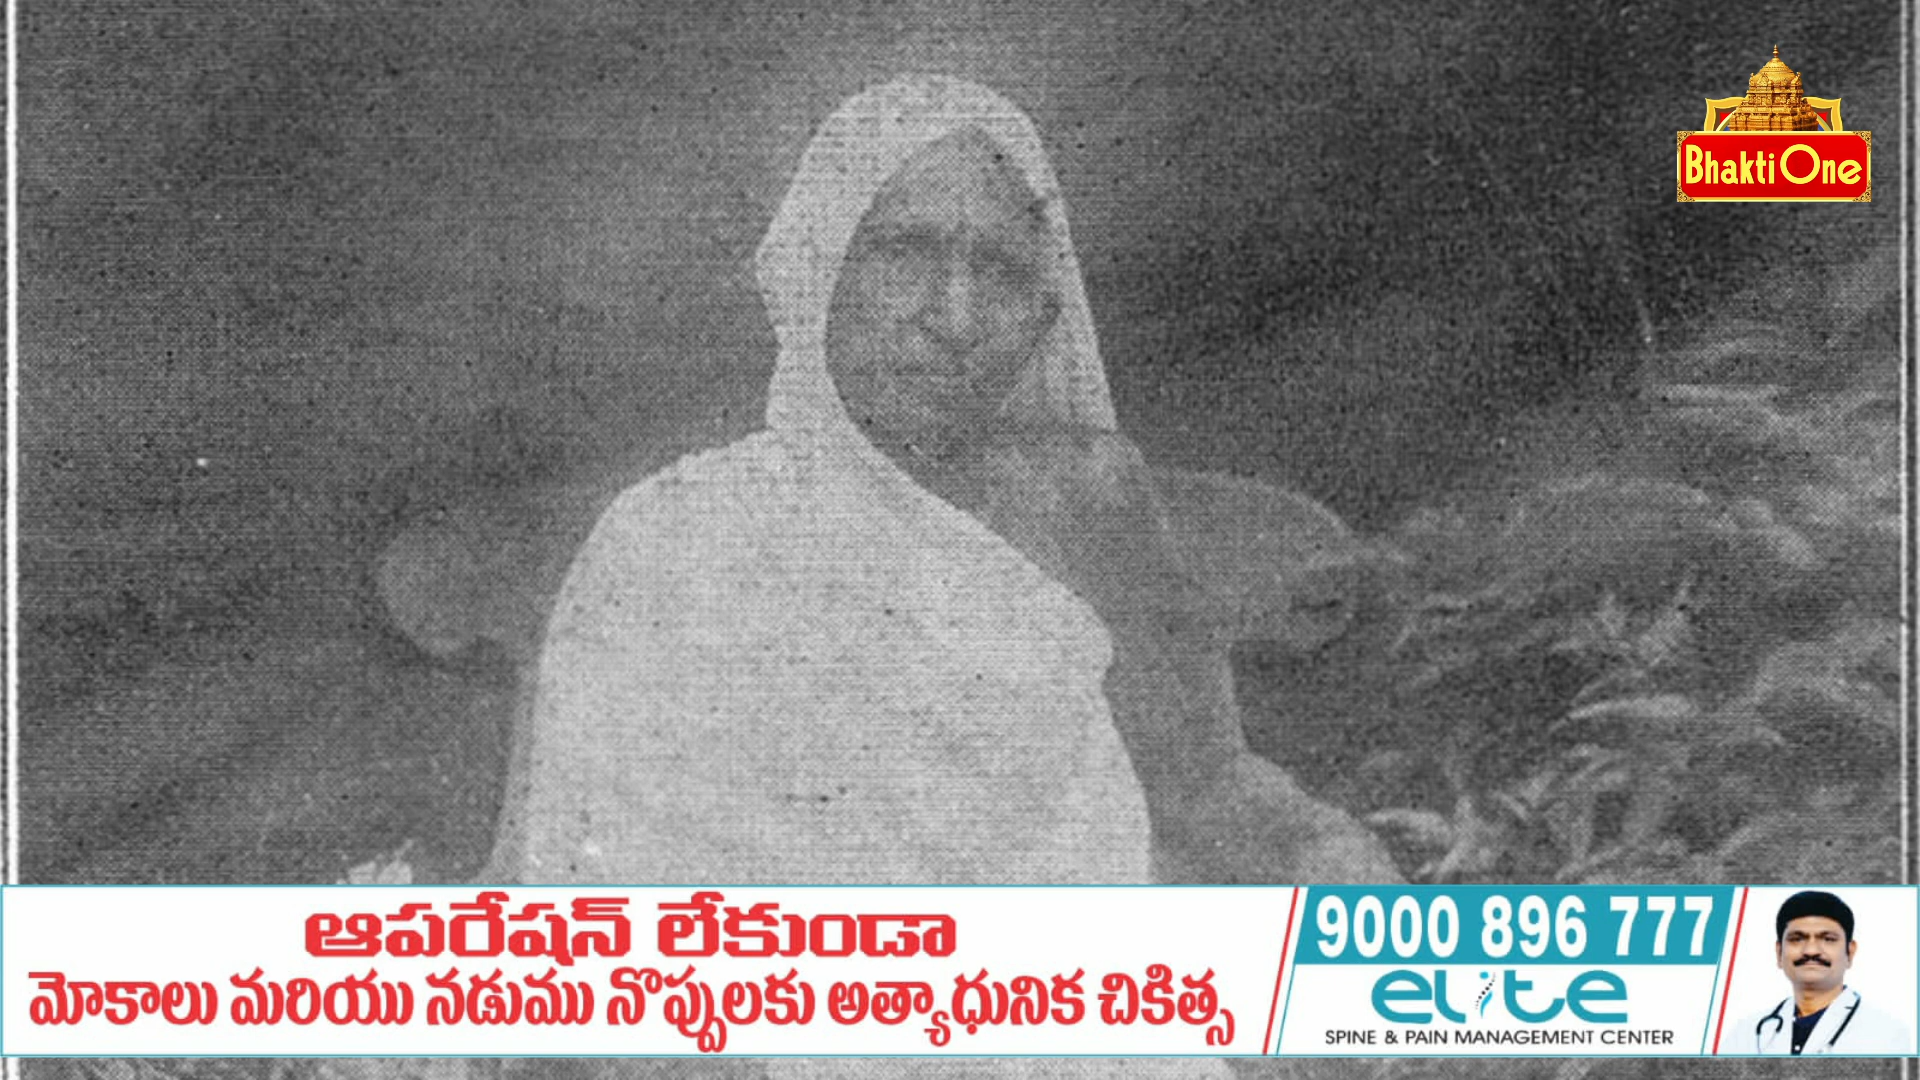 Bhakti One
ఆపరేషన్ లేకుండా
మోకాలు మరియు నడుము నొప్పులకు అత్యాధునిక చికిత్స
9000 896 777
elite
SPINE & PAIN MANAGEMENT CENTER